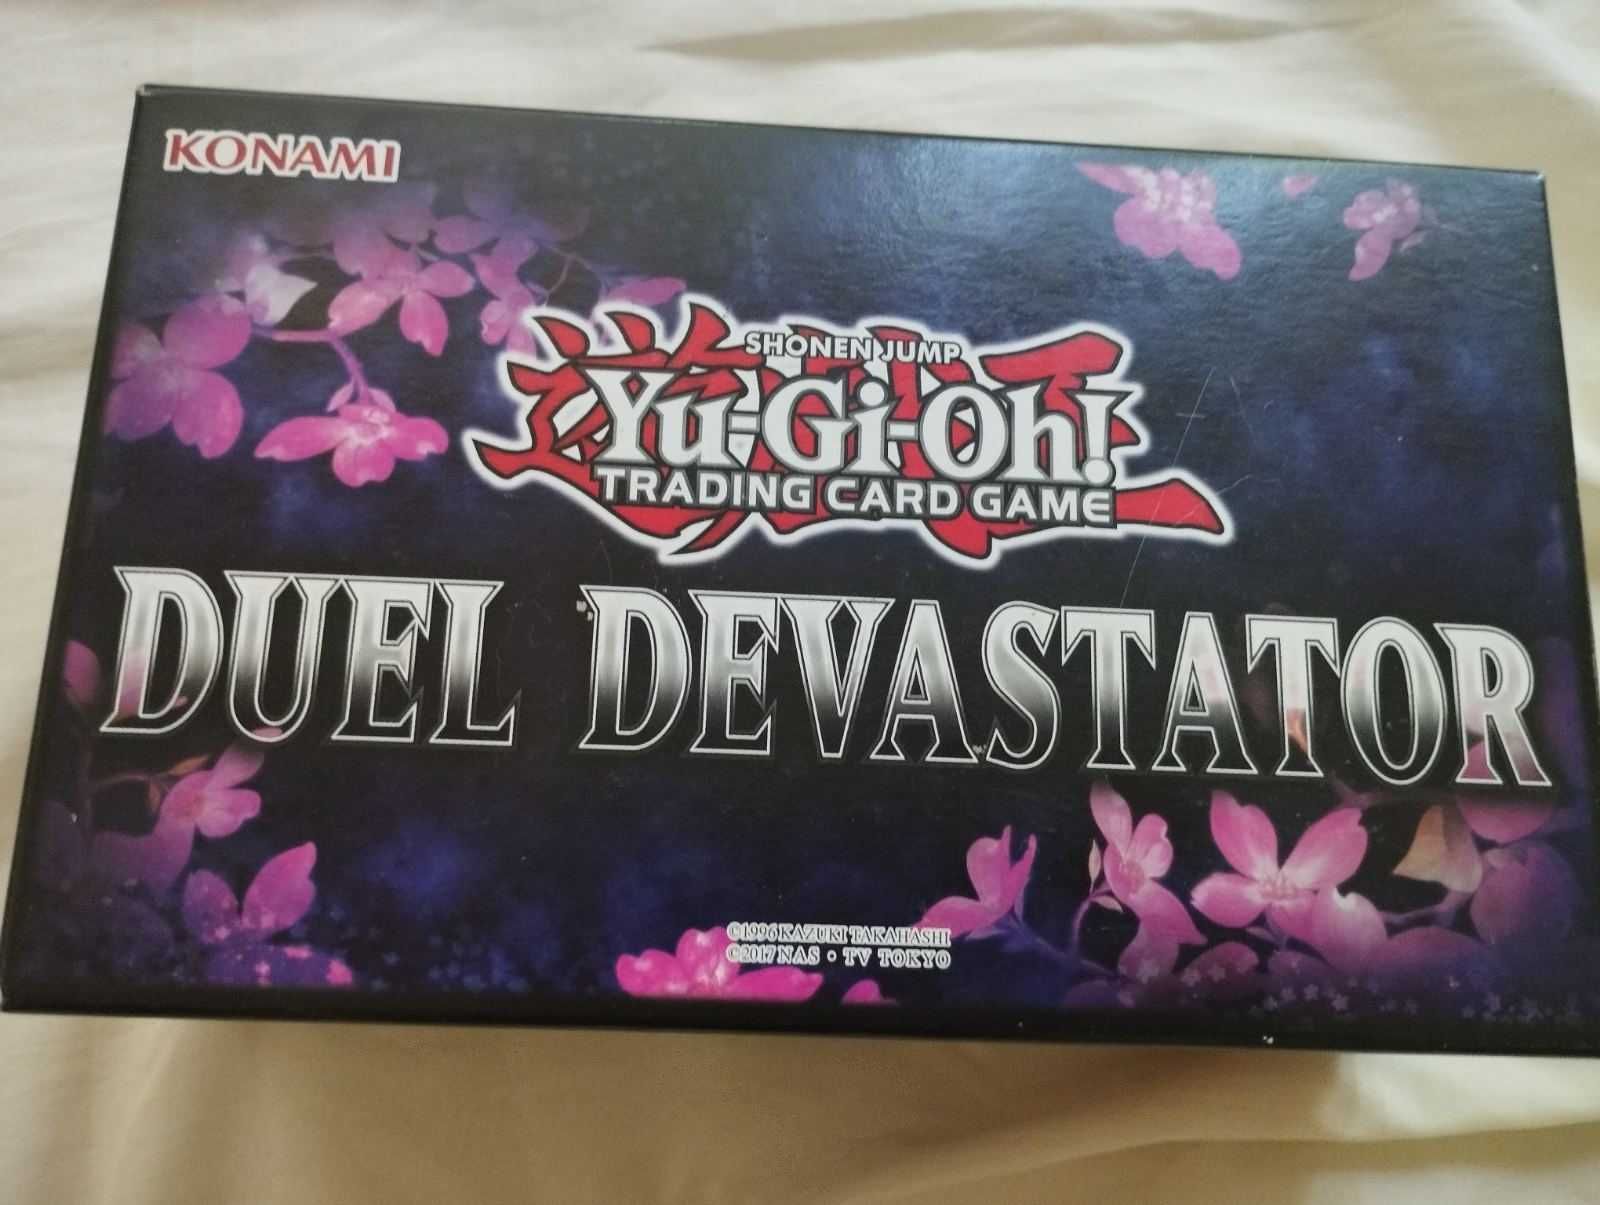 KONAMI
SHONEN JUMP
Yu-Gi-Oh!
TRADING CARD GAME
DUEL DEVASTATOR
©1996 KAZUKI TAKAHASHI
©2017 NAS • TV TOKYO